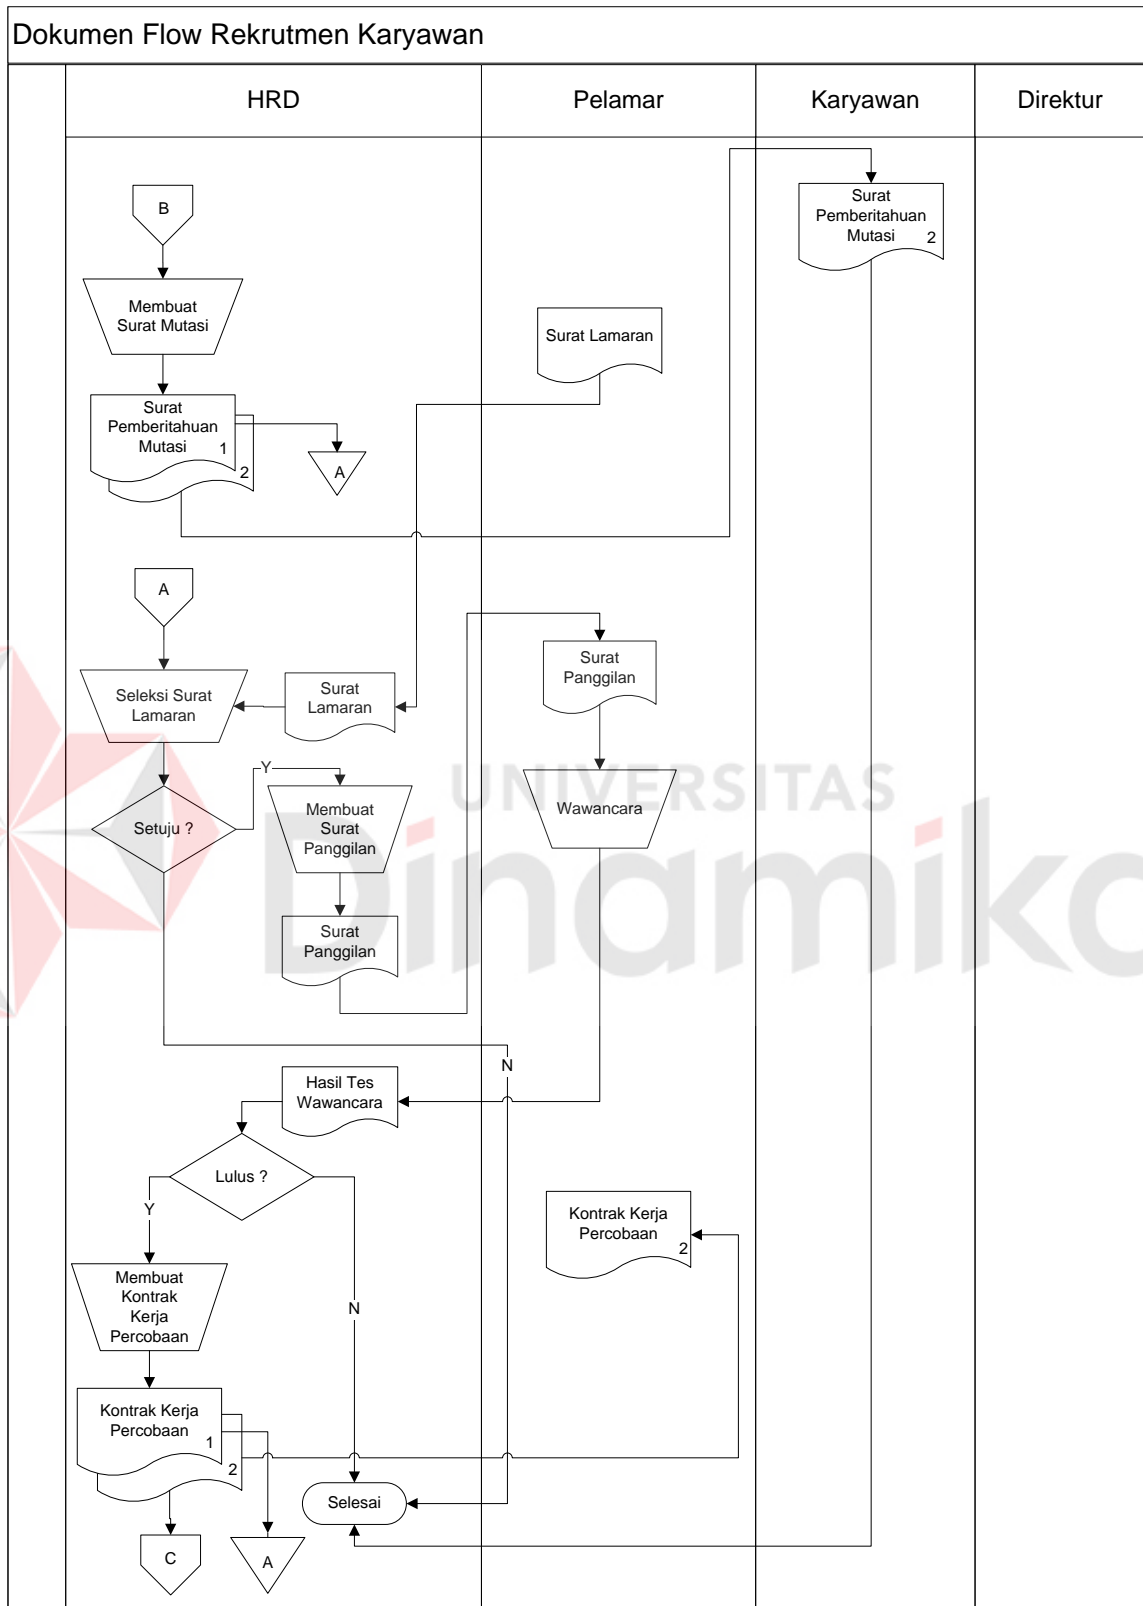 Dokumen Flow Rekrutmen Karyawan
HRD
Pelamar
Karyawan
Direktur
B
Membuat
Surat Mutasi
Surat
Pemberitahuan
Mutasi
1
2
A
Surat Lamaran
Surat
Pemberitahuan
Mutasi
2
A
Seleksi Surat
Lamaran
Surat
Lamaran
Surat
Panggilan
Setuju ?
Y
Membuat
Surat
Panggilan
Wawancara
Surat
Panggilan
N
Hasil Tes
Wawancara
Lulus ?
Y
N
Kontrak Kerja
Percobaan
2
Membuat
Kontrak
Kerja
Percobaan
Kontrak Kerja
Percobaan
1
2
Selesai
C
A
UNIVERSITAS
Dinamika